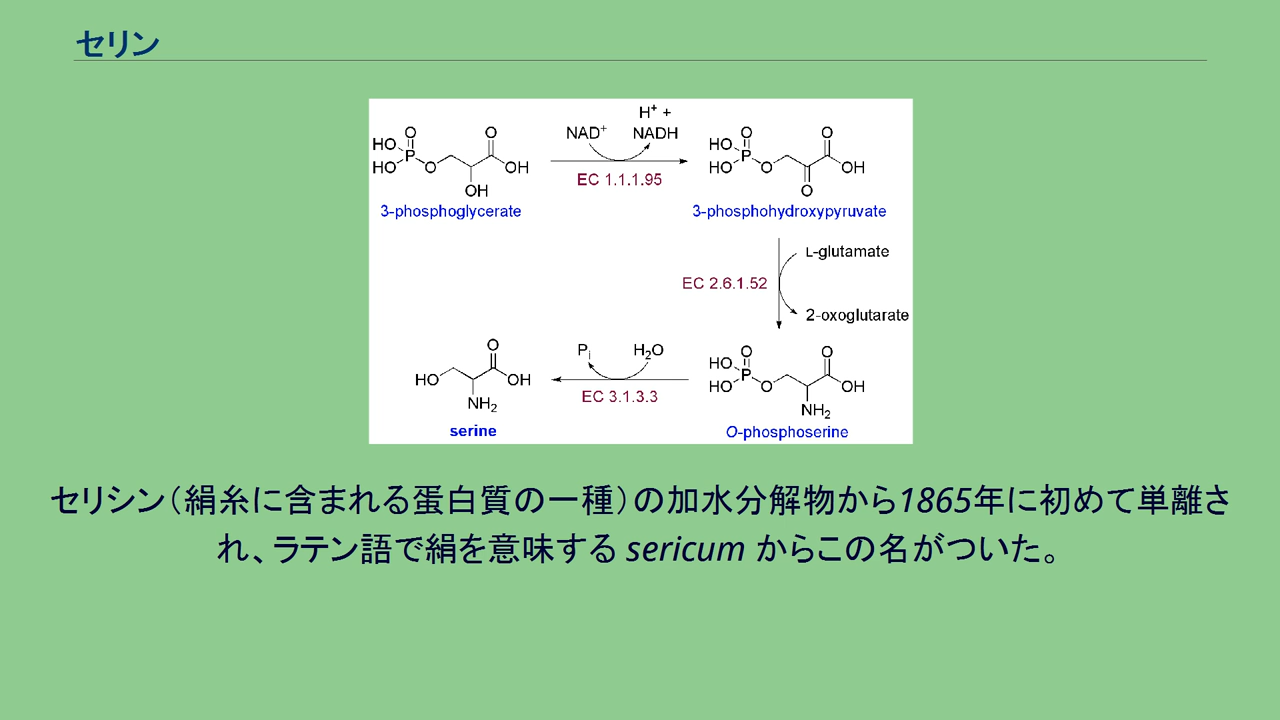 セリン
H⁺ +
NAD⁺ NADH
HO HO P O O O OH OH
EC 1.1.1.95
HO HO P O O O O OH
3-phosphoglycerate
3-phosphohydroxypyruvate
L-glutamate
EC 2.6.1.52
2-oxoglutarate
HO O OH NH₂
Pi H₂O
EC 3.1.3.3
HO HO P O O O OH NH₂
serine
O-phosphoserine
セリシン（絹糸に含まれる蛋白質の一種）の加水分解物から1865年に初めて単離さ
れ、ラテン語で絹を意味する sericum からこの名がついた。